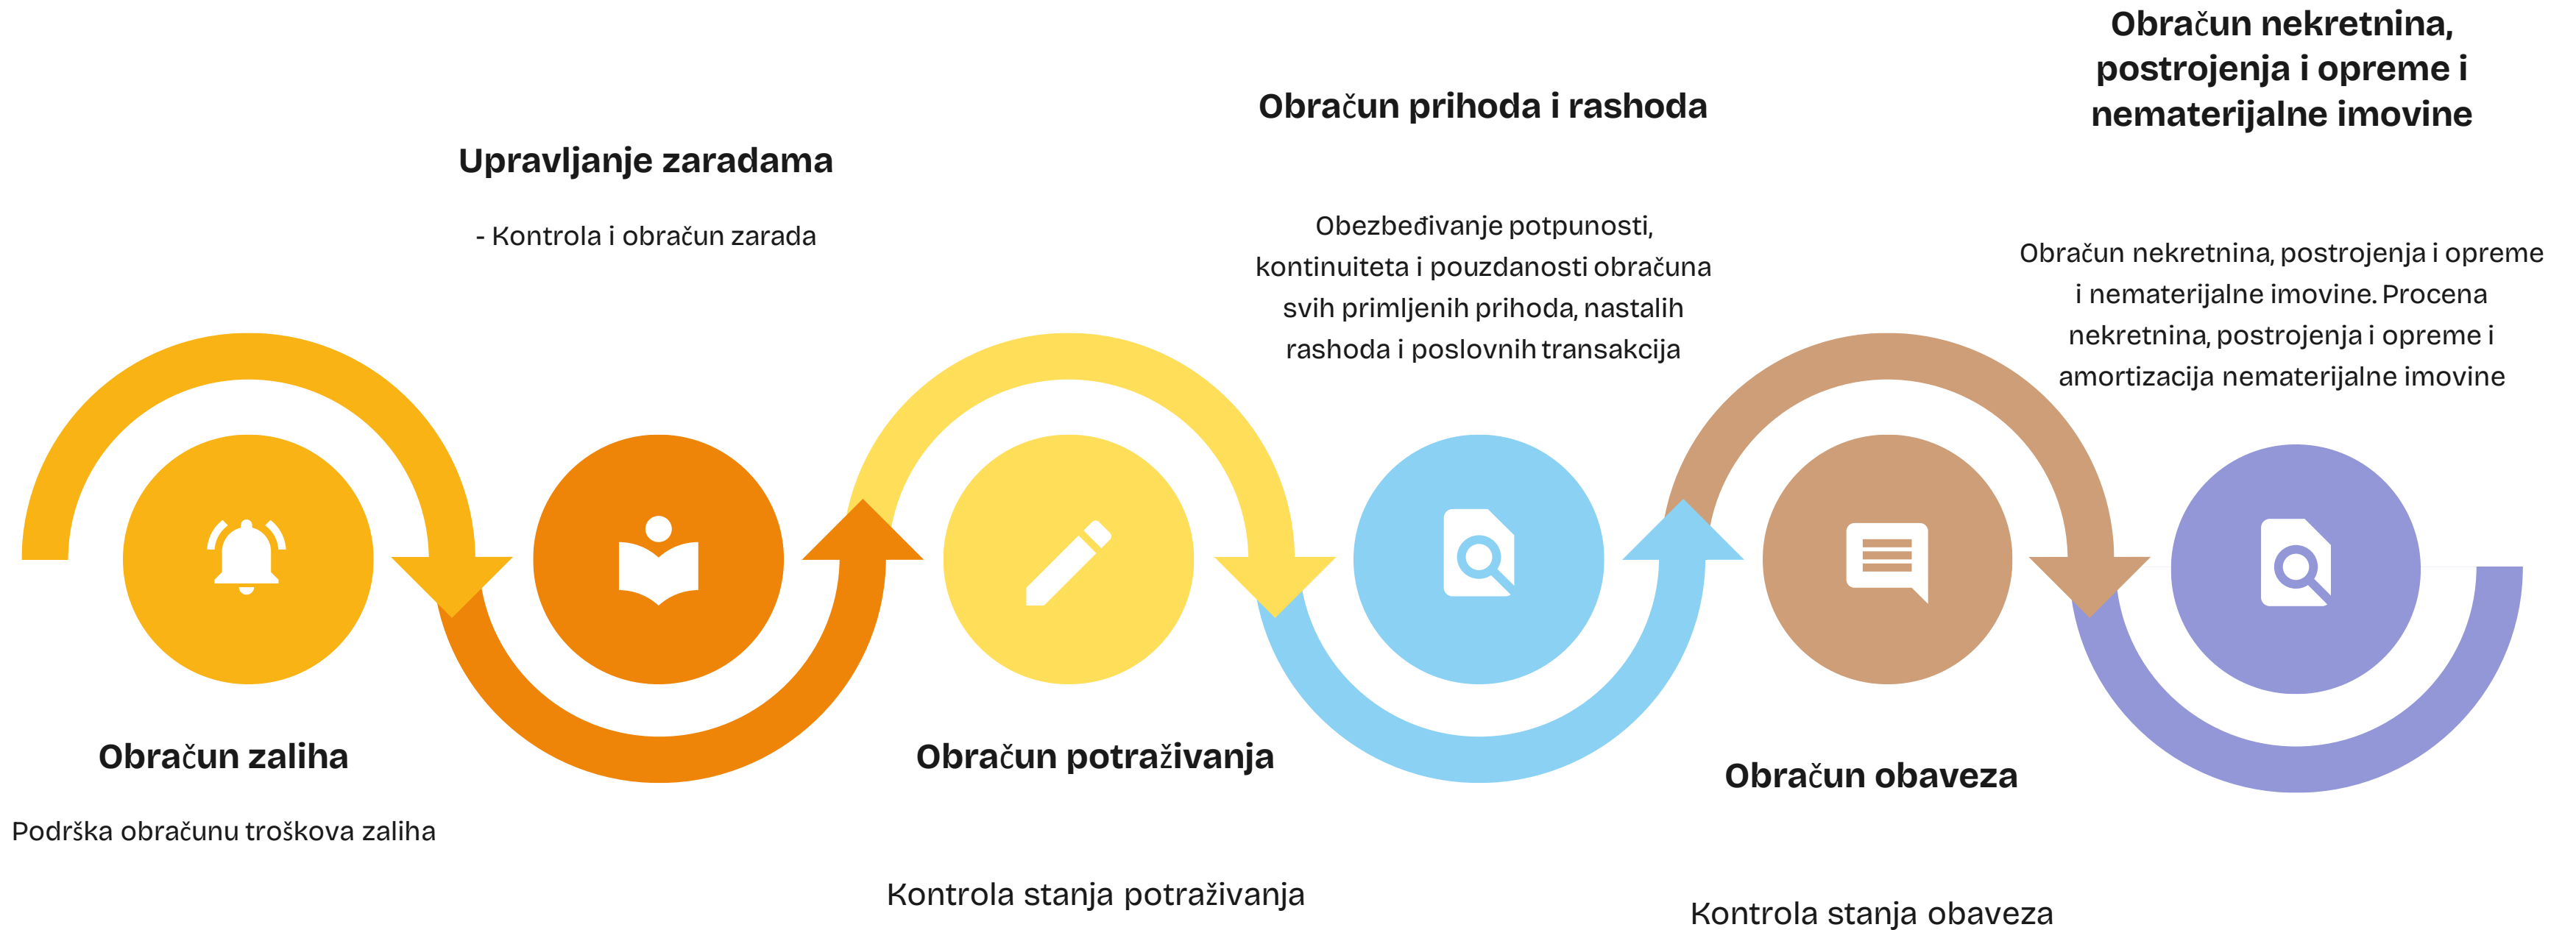 Obračun zaliha
Podrška obračunu troškova zaliha
Upravljanje zaradama
- Kontrola i obračun zarada
Obračun potraživanja
Kontrola stanja potraživanja
Obračun prihoda i rashoda
Obezbeđivanje potpunosti,
kontinuiteta i pouzdanosti obračuna
svih primljenih prihoda, nastalih
rashoda i poslovnih transakcija
Obračun obaveza
Kontrola stanja obaveza
Obračun nekretnina,
postrojenja i opreme i
nematerijalne imovine
Obračun nekretnina, postrojenja i opreme
i nematerijalne imovine. Procena
nekretnina, postrojenja i opreme i
amortizacija nematerijalne imovine